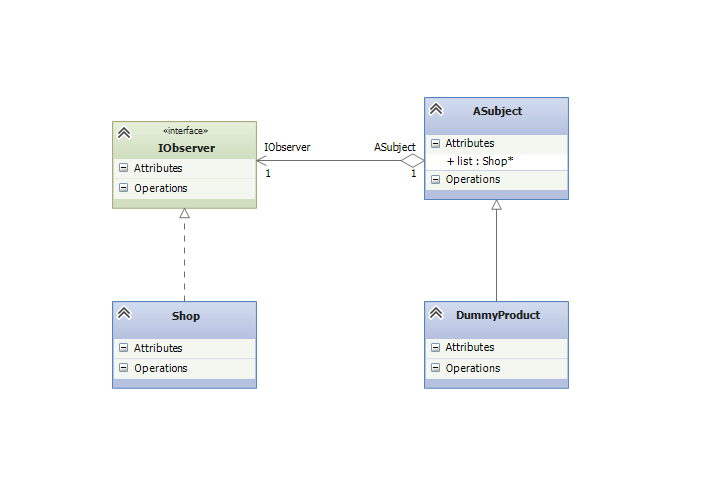 «interface»
IObserver
Attributes
Operations
IObserver
1
ASubject
1
ASubject
Attributes
+ list : Shop*
Operations
Shop
Attributes
Operations
DummyProduct
Attributes
Operations